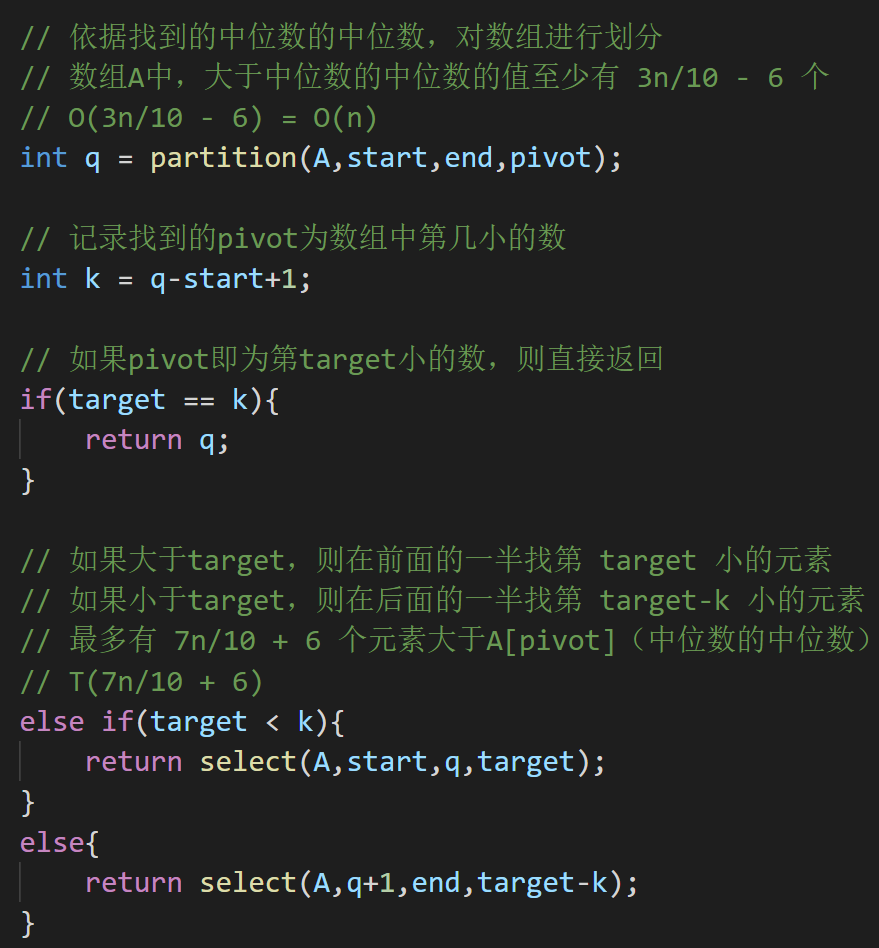 // 依据找到的中位数的中位数，对数组进行划分
// 数组A中，大于中位数的中位数的值至少有 3n/10 - 6 个
// O(3n/10 - 6) = O(n)
int q = partition(A,start,end,pivot);
// 记录找到的pivot为数组中第几小的数
int k = q-start+1;
// 如果pivot即为第target小的数，则直接返回
if(target == k){
    return q;
}
// 如果大于target，则在前面的一半找第 target 小的元素
// 如果小于target，则在后面的一半找第 target-k 小的元素
// 最多有 7n/10 + 6 个元素大于A[pivot]（中位数的中位数）
// T(7n/10 + 6)
else if(target < k){
    return select(A,start,q,target);
}
else{
    return select(A,q+1,end,target-k);
}